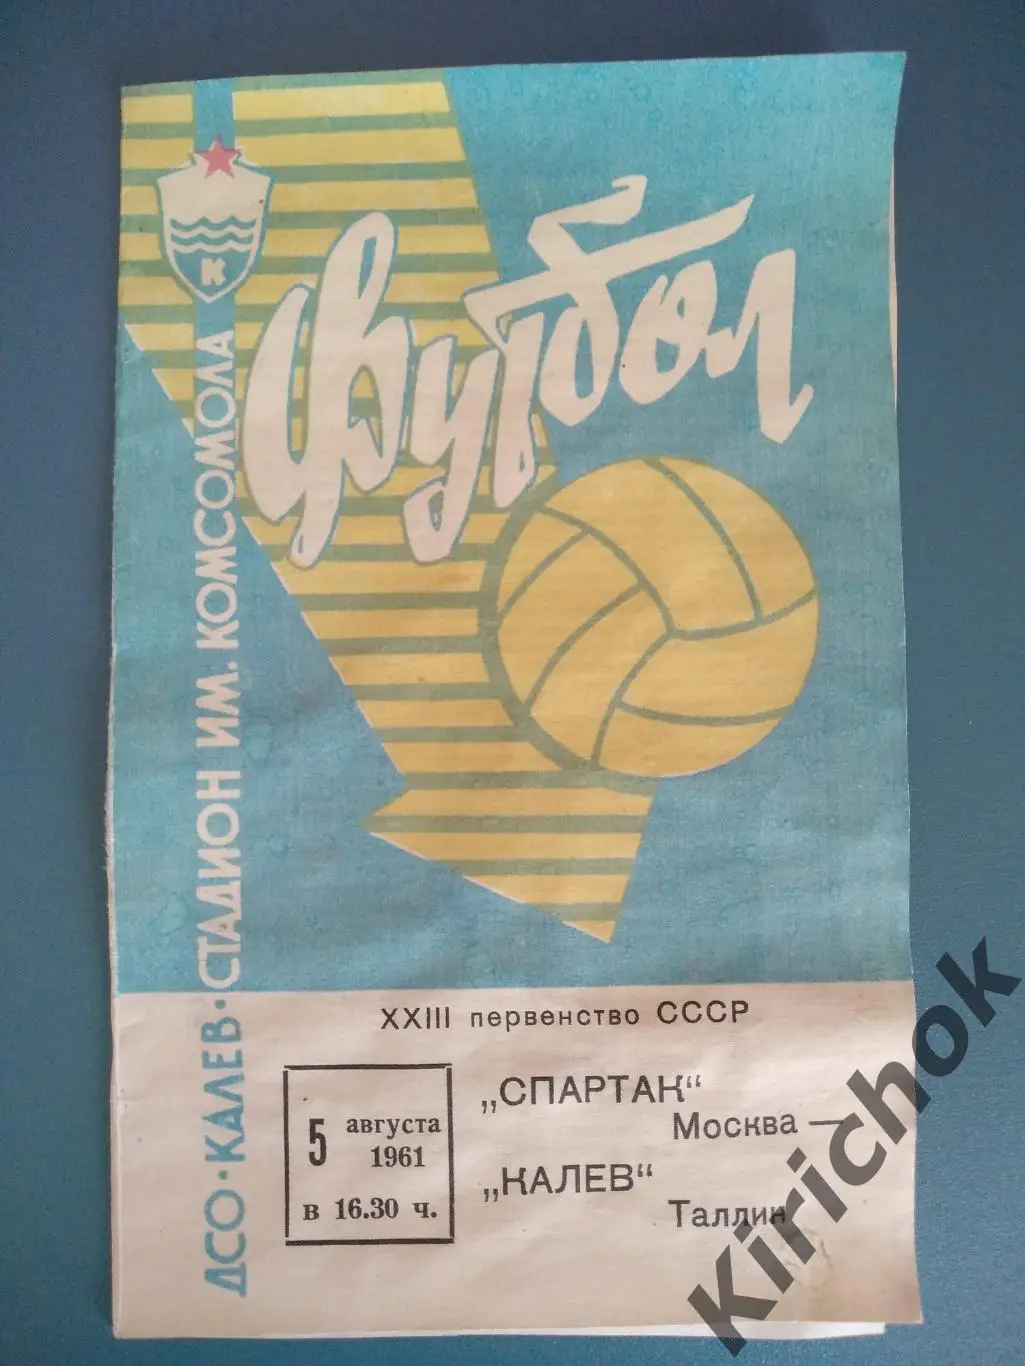 К
Футбол
ДСО · КАЛЕВ · СТАДИОН ИМ. КОМСОМОЛА
XXIII первенство СССР
5 августа
1961
в 16.30 ч.
„СПАРТАК“
Москва —
„КАЛЕВ“
Таллин
Kirichok